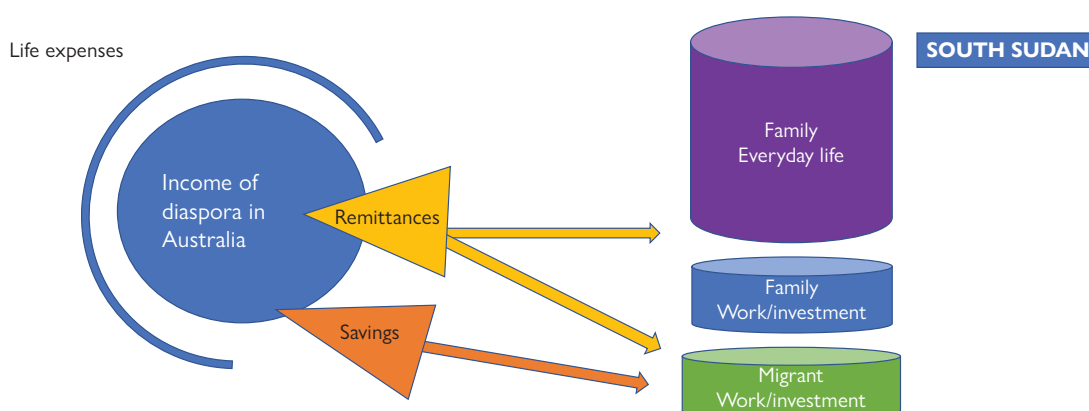 Life expenses
SOUTH SUDAN
Family
Everyday life
Income of
diaspora in
Australia
Remittances
Family
Work/investment
Savings
Migrant
Work/investment